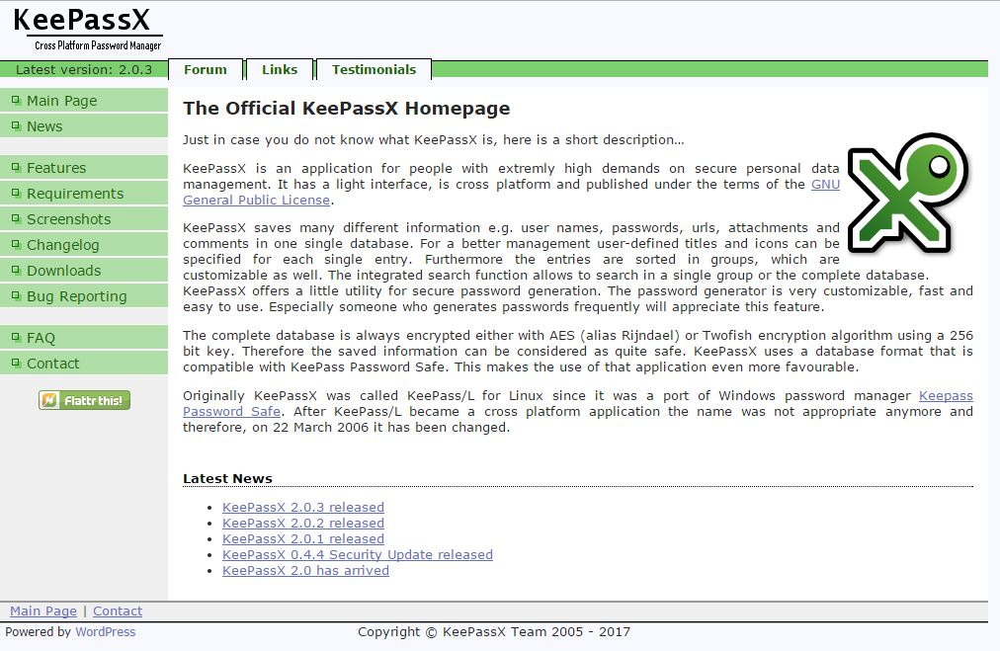 KeePassX
Cross Platform Password Manager
Latest version: 2.0.3
Forum
Links
Testimonials
Main Page
News
Features
Requirements
Screenshots
Changelog
Downloads
Bug Reporting
FAQ
Contact
Flattr this!
The Official KeePassX Homepage
Just in case you do not know what KeePassX is, here is a short description...
KeePassX is an application for people with extremly high demands on secure personal data
management. It has a light interface, is cross platform and published under the terms of the GNU
General Public License.
KeePassX saves many different information e.g. user names, passwords, urls, attachments and
comments in one single database. For a better management user-defined titles and icons can be
specified for each single entry. Furthermore the entries are sorted in groups, which are
customizable as well. The integrated search function allows to search in a single group or the complete database.
KeePassX offers a little utility for secure password generation. The password generator is very customizable, fast and
easy to use. Especially someone who generates passwords frequently will appreciate this feature.
The complete database is always encrypted either with AES (alias Rijndael) or Twofish encryption algorithm using a 256
bit key. Therefore the saved information can be considered as quite safe. KeePassX uses a database format that is
compatible with KeePass Password Safe. This makes the use of that application even more favourable.
Originally KeePassX was called KeePass/L for Linux since it was a port of Windows password manager Keepass
Password Safe. After KeePass/L became a cross platform application the name was not appropriate anymore and
therefore, on 22 March 2006 it has been changed.
Latest News
KeePassX 2.0.3 released
KeePassX 2.0.2 released
KeePassX 2.0.1 released
KeePassX 0.4.4 Security Update released
KeePassX 2.0 has arrived
Main Page | Contact
Powered by WordPress
Copyright © KeePassX Team 2005 - 2017